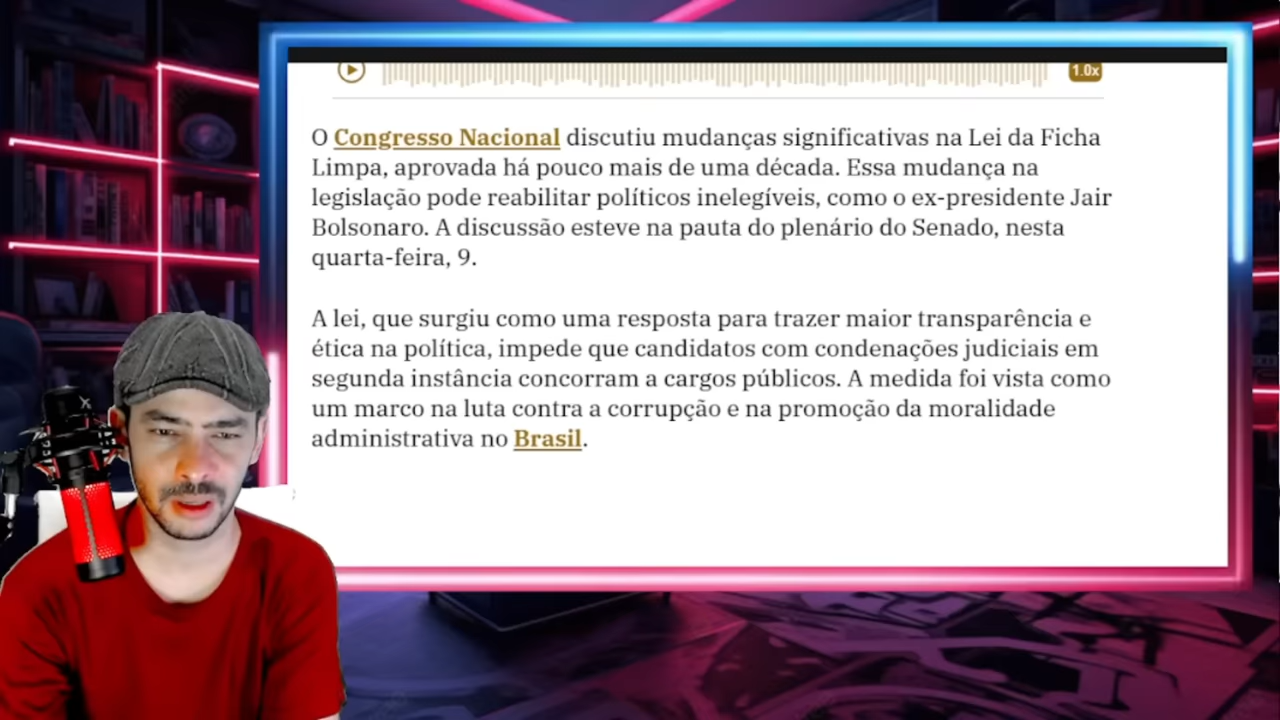 1.0x
O Congresso Nacional discutiu mudanças significativas na Lei da Ficha
Limpa, aprovada há pouco mais de uma década. Essa mudança na
legislação pode reabilitar políticos inelegíveis, como o ex-presidente Jair
Bolsonaro. A discussão esteve na pauta do plenário do Senado, nesta
quarta-feira, 9.
A lei, que surgiu como uma resposta para trazer maior transparência e
ética na política, impede que candidatos com condenações judiciais em
segunda instância concorram a cargos públicos. A medida foi vista como
um marco na luta contra a corrupção e na promoção da moralidade
administrativa no Brasil.